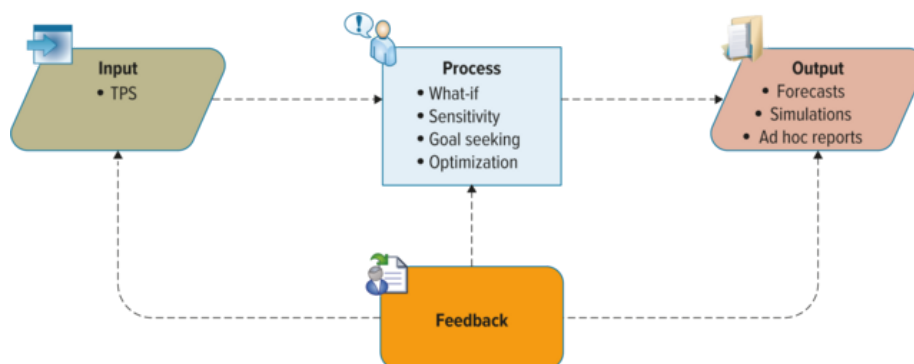 Input
• TPS
Process
• What-if
• Sensitivity
• Goal seeking
• Optimization
Output
• Forecasts
• Simulations
• Ad hoc reports
Feedback